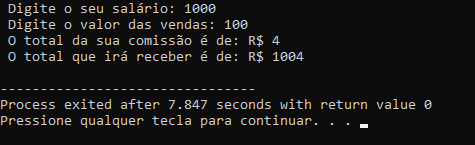 Digite o seu salário: 1000
Digite o valor das vendas: 100
O total da sua comissão é de: R$ 4
O total que irá receber é de: R$ 1004
--------------------------------
Process exited after 7.847 seconds with return value 0
Pressione qualquer tecla para continuar. . .